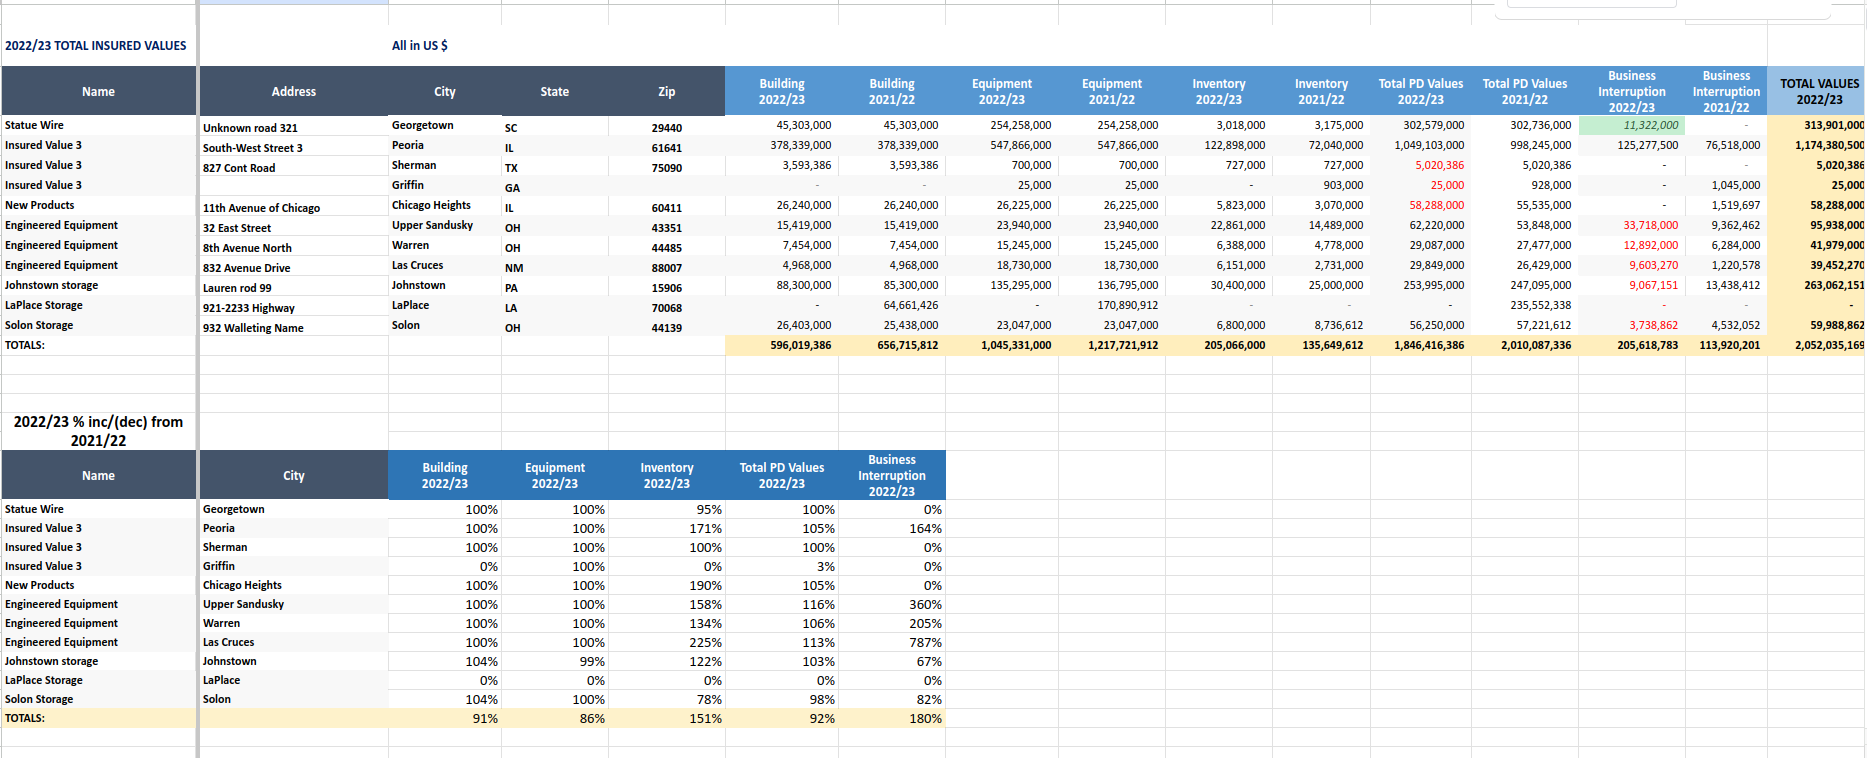 2022/23 TOTAL INSURED VALUES All in US $
Name Address City State Zip Building 2022/23 Building 2021/22 Equipment 2022/23 Equipment 2021/22 Inventory 2022/23 Inventory 2021/22 Total PD Values 2022/23 Total PD Values 2021/22 Business Interruption 2022/23 Business Interruption 2021/22 TOTAL VALUES 2022/23
Statue Wire Unknown road 321 Georgetown SC 29440 45,303,000 45,303,000 254,258,000 254,258,000 3,018,000 3,175,000 302,579,000 302,736,000 11,322,000 - 313,901,000
Insured Value 3 South-West Street 3 Peoria IL 61641 378,339,000 378,339,000 547,866,000 547,866,000 122,898,000 72,040,000 1,049,103,000 998,245,000 125,277,500 76,518,000 1,174,380,500
Insured Value 3 827 Cont Road Sherman TX 75090 3,593,386 3,593,386 700,000 700,000 727,000 727,000 5,020,386 5,020,386 - - 5,020,386
Insured Value 3 Griffin GA - - 25,000 25,000 - 903,000 25,000 928,000 - 1,045,000 25,000
New Products 11th Avenue of Chicago Chicago Heights IL 60411 26,240,000 26,240,000 26,225,000 26,225,000 5,823,000 3,070,000 58,288,000 55,535,000 - 1,519,697 58,288,000
Engineered Equipment 32 East Street Upper Sandusky OH 43351 15,419,000 15,419,000 23,940,000 23,940,000 22,861,000 14,489,000 62,220,000 53,848,000 33,718,000 9,362,462 95,938,000
Engineered Equipment 8th Avenue North Warren OH 44485 7,454,000 7,454,000 15,245,000 15,245,000 6,388,000 4,778,000 29,087,000 27,477,000 12,892,000 6,284,000 41,979,000
Engineered Equipment 832 Avenue Drive Las Cruces NM 88007 4,968,000 4,968,000 18,730,000 18,730,000 6,151,000 2,731,000 29,849,000 26,429,000 9,603,270 1,220,578 39,452,270
Johnstown storage Lauren rod 99 Johnstown PA 15906 88,300,000 85,300,000 135,295,000 136,795,000 30,400,000 25,000,000 253,995,000 247,095,000 9,067,151 13,438,412 263,062,151
LaPlace Storage 921-2233 Highway LaPlace LA 70068 - 64,661,426 - 170,890,912 - - - 235,552,338 - - -
Solon Storage 932 Walleting Name Solon OH 44139 26,403,000 25,438,000 23,047,000 23,047,000 6,800,000 8,736,612 56,250,000 57,221,612 3,738,862 4,532,052 59,988,862
TOTALS: 596,019,386 656,715,812 1,045,331,000 1,217,721,912 205,066,000 135,649,612 1,846,416,386 2,010,087,336 205,618,783 113,920,201 2,052,035,169
2022/23 % inc/(dec) from
2021/22
Name City Building 2022/23 Equipment 2022/23 Inventory 2022/23 Total PD Values 2022/23 Business Interruption 2022/23
Statue Wire Georgetown 100% 100% 95% 100% 0%
Insured Value 3 Peoria 100% 100% 171% 105% 164%
Insured Value 3 Sherman 100% 100% 100% 100% 0%
Insured Value 3 Griffin 0% 100% 0% 3% 0%
New Products Chicago Heights 100% 100% 190% 105% 0%
Engineered Equipment Upper Sandusky 100% 100% 158% 116% 360%
Engineered Equipment Warren 100% 100% 134% 106% 205%
Engineered Equipment Las Cruces 100% 100% 225% 113% 787%
Johnstown storage Johnstown 104% 99% 122% 103% 67%
LaPlace Storage LaPlace 0% 0% 0% 0% 0%
Solon Storage Solon 104% 100% 78% 98% 82%
TOTALS: 91% 86% 151% 92% 180%